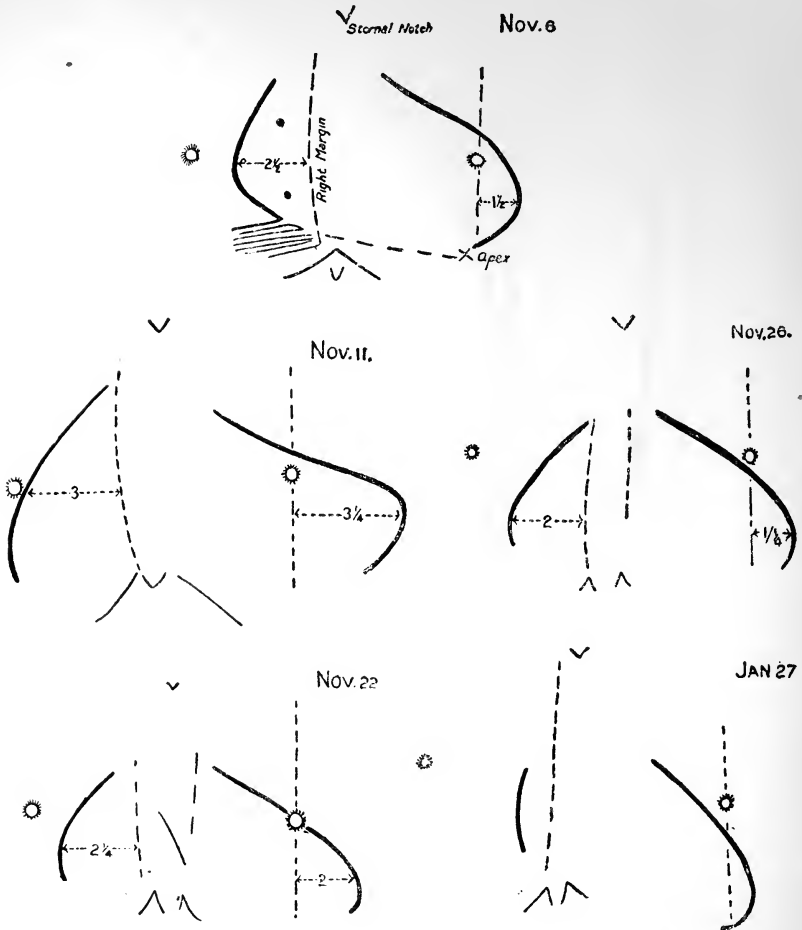 Sternal Notch
Nov.6
2½
Right Margin
1½
apex
Nov.11.
3
3¼
Nov.26.
2
1¼
Nov.22
2¼
2
JAN 27